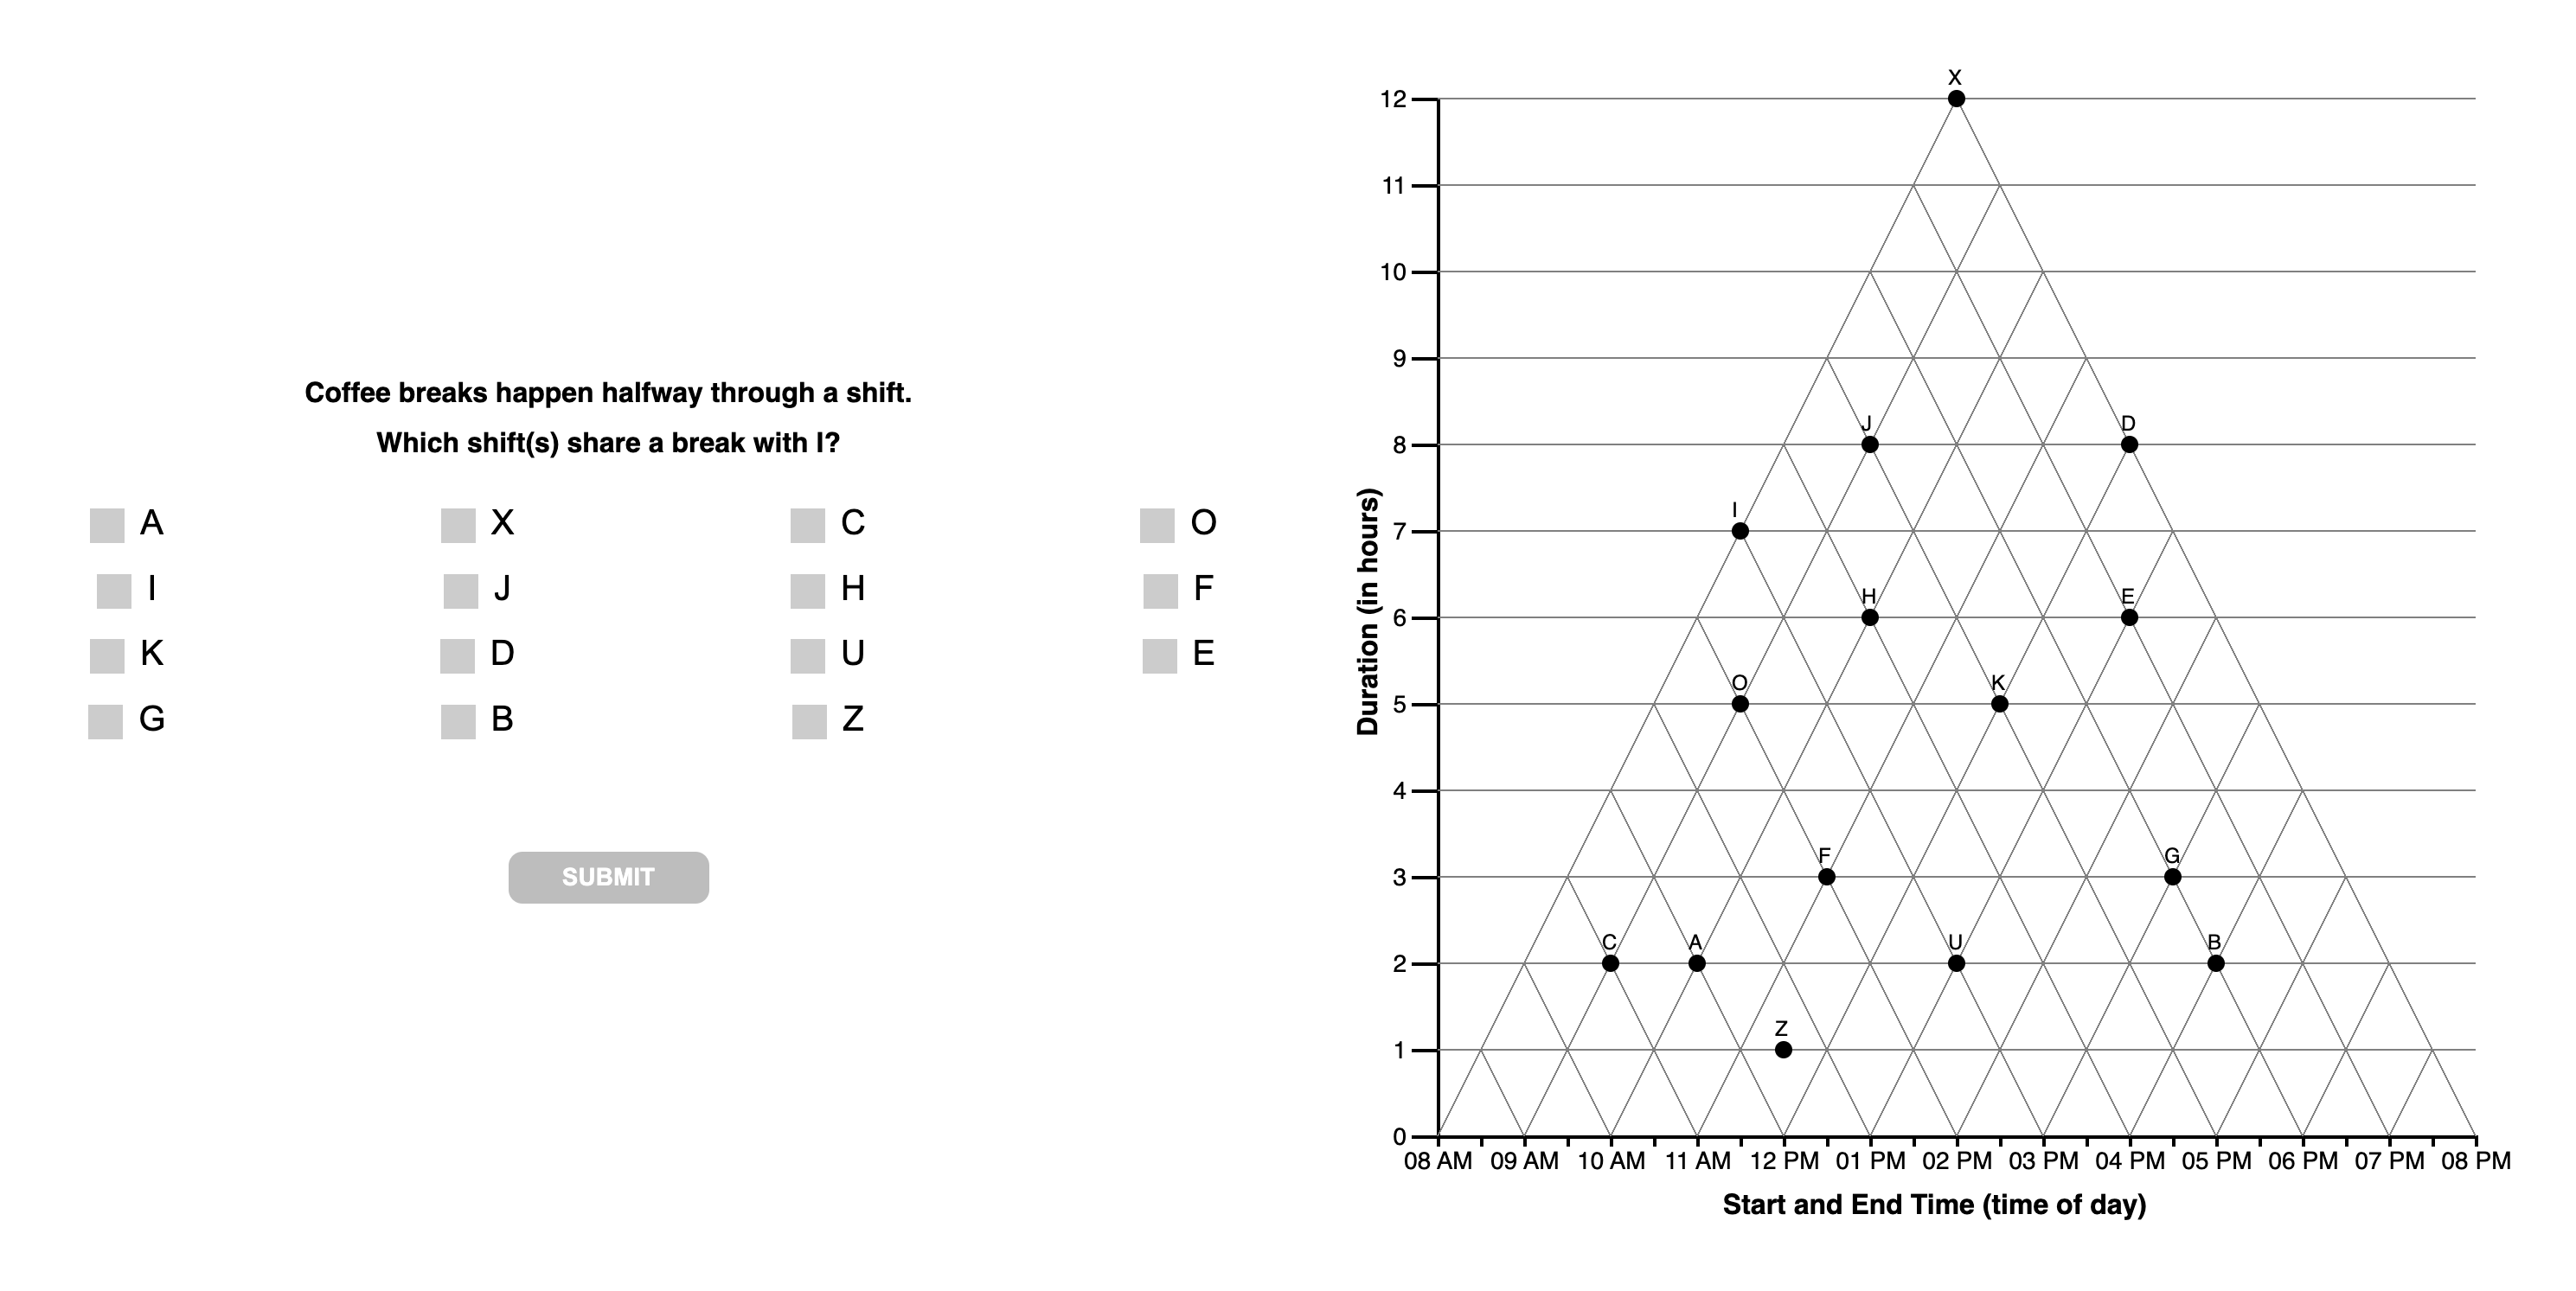 Coffee breaks happen halfway through a shift.
Which shift(s) share a break with I?
A X C O
I J H F
K D U E
G B Z
SUBMIT
X
12
11
10
9
J D
8
I
7
H E
6
O K
5
4
F G
3
C A U B
2
Z
1
0
08 AM 09 AM 10 AM 11 AM 12 PM 01 PM 02 PM 03 PM 04 PM 05 PM 06 PM 07 PM 08 PM
Duration (in hours)
Start and End Time (time of day)